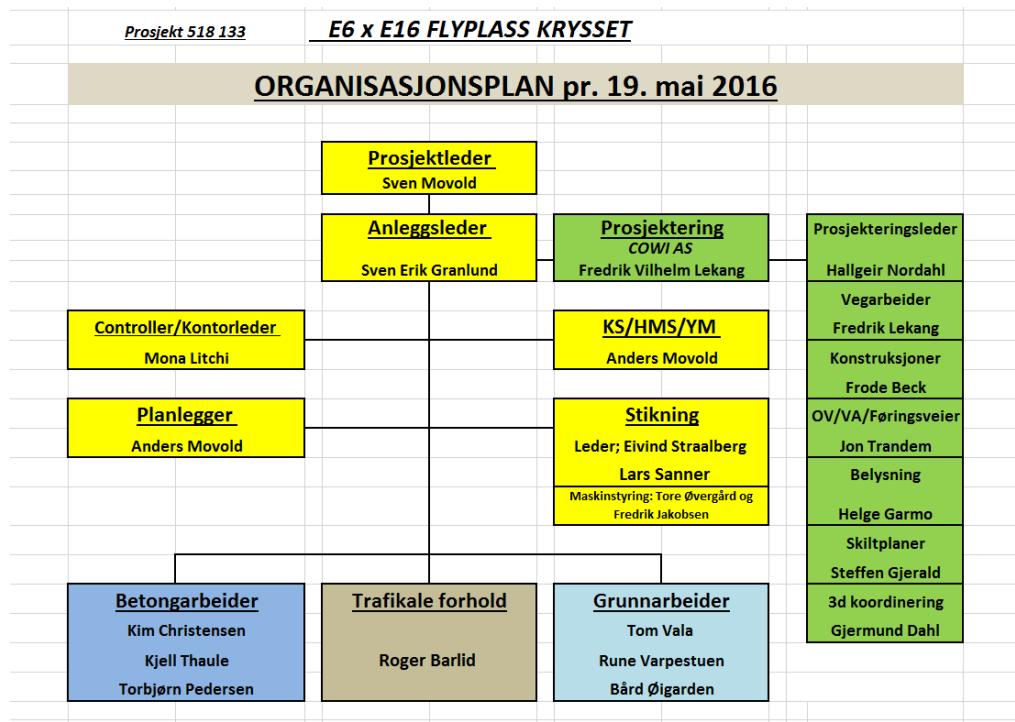 Prosjekt 518 133
E6 x E16 FLYPLASS KRYSSET
ORGANISASJONSPLAN pr. 19. mai 2016
Prosjektleder
Sven Movold
Anleggsleder
Sven Erik Granlund
Prosjektering
COWI AS
Fredrik Vilhelm Lekang
Prosjekteringsleder
Hallgeir Nordahl
Vegarbeider
Fredrik Lekang
Konstruksjoner
Frode Beck
OV/VA/Føringsveier
Jon Trandem
Belysning
Helge Garmo
Skiltplaner
Steffen Gjerald
3d koordinering
Gjermund Dahl
Controller/Kontorleder
Mona Litchi
KS/HMS/YM
Anders Movold
Planlegger
Anders Movold
Stikning
Leder; Eivind Straalberg
Lars Sanner
Maskinstyring: Tore Øvergård og
Fredrik Jakobsen
Betongarbeider
Kim Christensen
Kjell Thaule
Torbjørn Pedersen
Trafikale forhold
Roger Barlid
Grunnarbeider
Tom Vala
Rune Varpestuen
Bård Øigarden